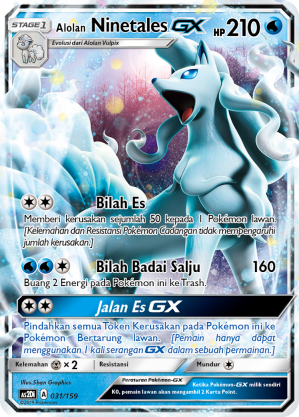 STAGE 1 Alolan Ninetales GX HP 210
Evolusi dari Alolan Vulpix
Bilah Es
Memberi kerusakan sejumlah 50 kepada 1 Pokémon lawan.
[Kelemahan dan Resistansi Pokémon Cadangan tidak mempengaruhi
jumlah kerusakan.]
Bilah Badai Salju 160
Buang 2 Energi pada Pokémon ini ke Trash.
Jalan Es GX
Pindahkan semua Token Kerusakan pada Pokémon ini ke
Pokémon Bertarung lawan. [Pemain hanya dapat
menggunakan 1 kali serangan GX dalam sebuah permainan.]
Kelemahan × 2 Resistansi Mundur
Illus. 5ban Graphics
Peraturan Pokémon-GX
Ketika Pokémon-GX milik sendiri
KO, pemain lawan akan mengambil 2 Kartu Point.
AS2D A 031/159